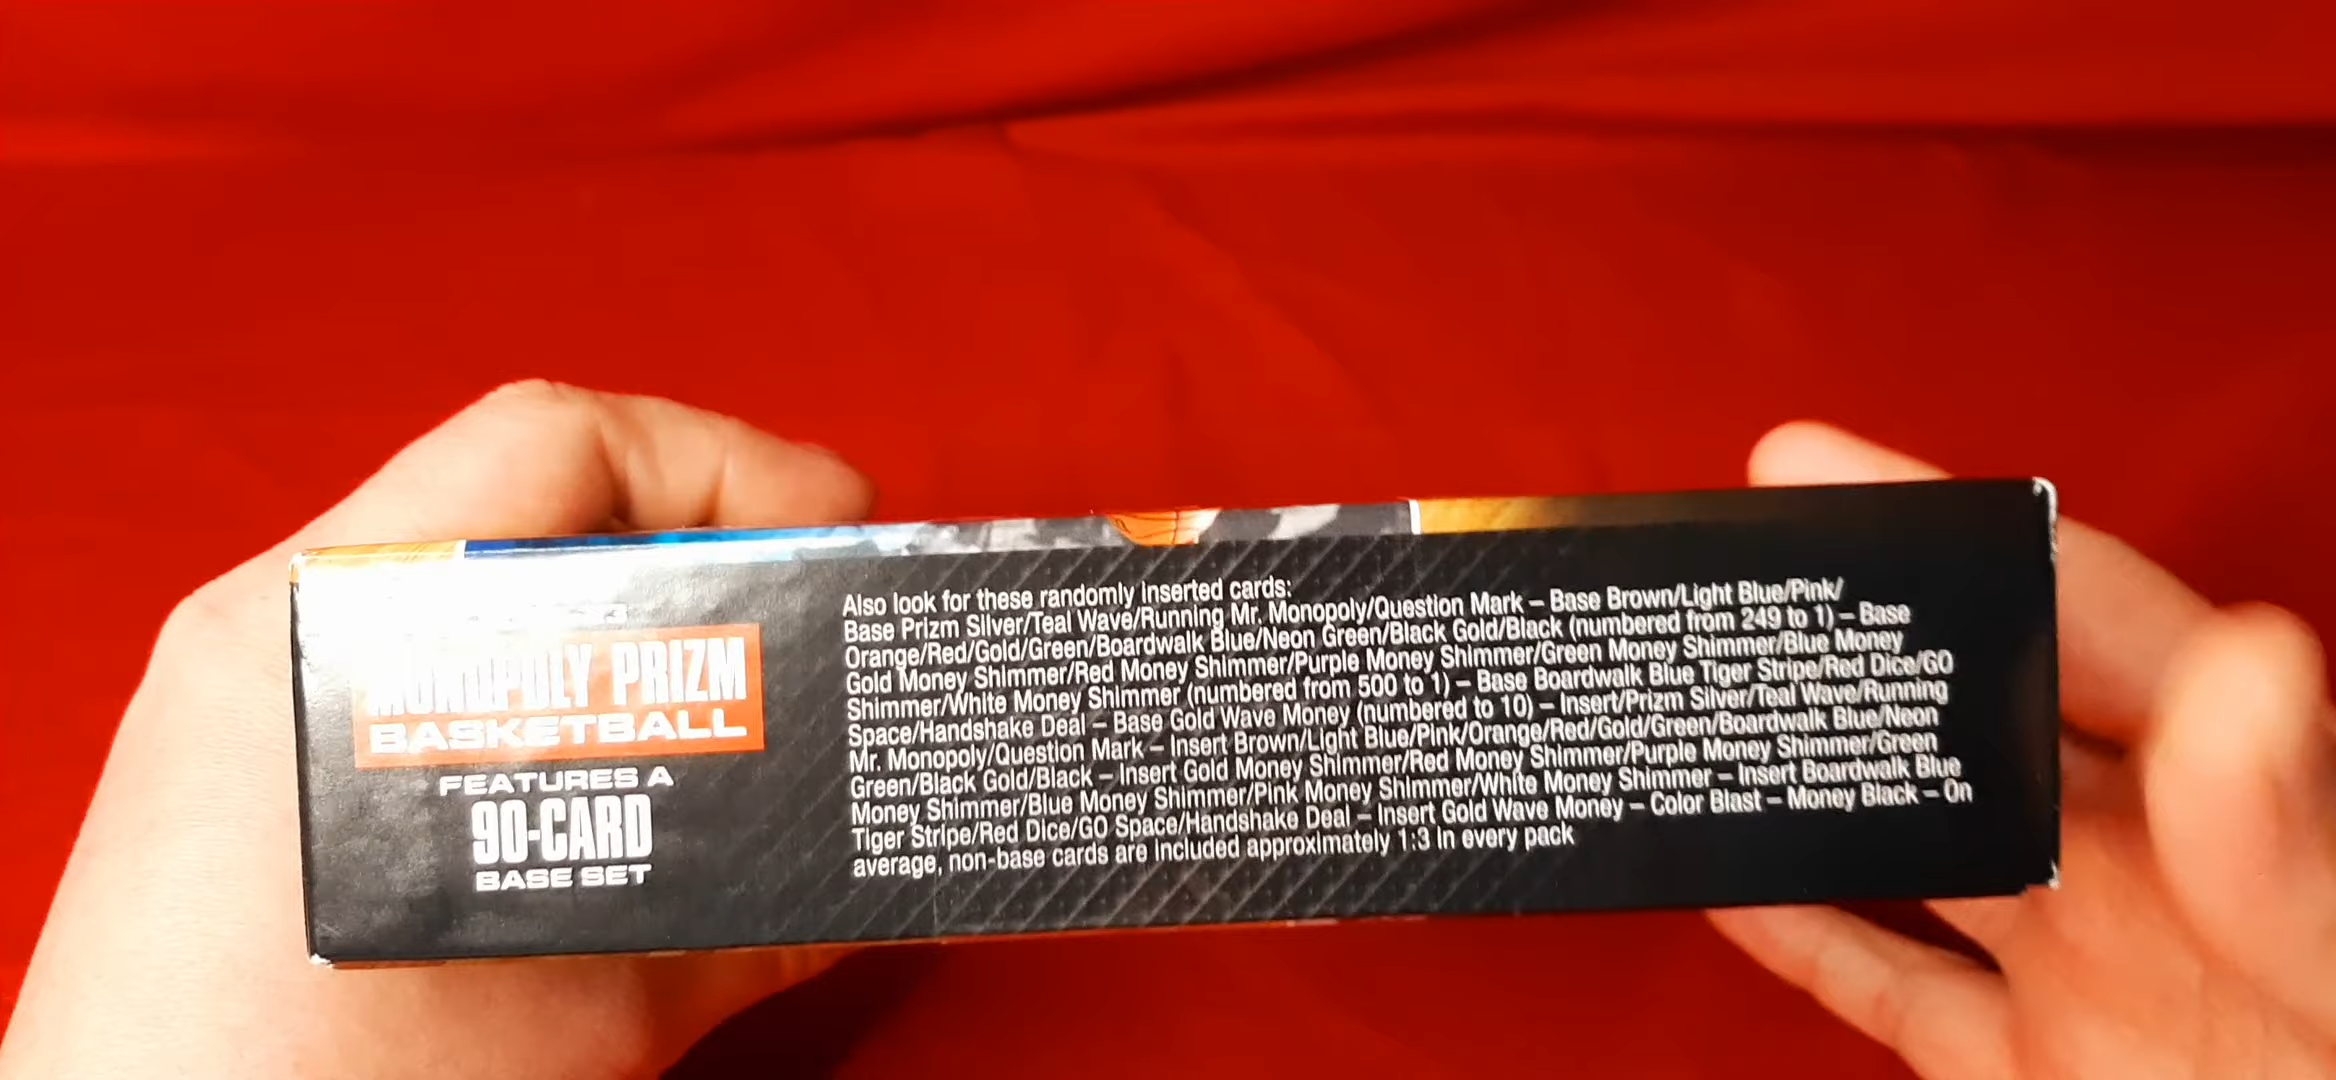 MONOPOLY PRIZM
BASKETBALL
FEATURES A
90-CARD
BASE SET
Also look for these randomly inserted cards:
Base Prizm Silver/Teal Wave/Running Mr. Monopoly/Question Mark – Base Brown/Light Blue/Pink/
Orange/Red/Gold/Green/Boardwalk Blue/Neon Green/Black Gold/Black (numbered from 249 to 1) – Base
Gold Money Shimmer/Red Money Shimmer/Purple Money Shimmer/Green Money Shimmer/Blue Money
Shimmer/White Money Shimmer (numbered from 500 to 1) – Base Boardwalk Blue Tiger Stripe/Red Dice/GO
Space/Handshake Deal – Base Gold Wave Money (numbered to 10) – Insert/Prizm Silver/Teal Wave/Running
Mr. Monopoly/Question Mark – Insert Brown/Light Blue/Pink/Orange/Red/Gold/Green/Boardwalk Blue/Neon
Green/Black Gold/Black – Insert Gold Money Shimmer/Red Money Shimmer/Purple Money Shimmer/Green
Money Shimmer/Blue Money Shimmer/Pink Money Shimmer/White Money Shimmer – Insert Boardwalk Blue
Tiger Stripe/Red Dice/GO Space/Handshake Deal – Insert Gold Wave Money – Color Blast – Money Black – On
average, non-base cards are included approximately 1:3 in every pack